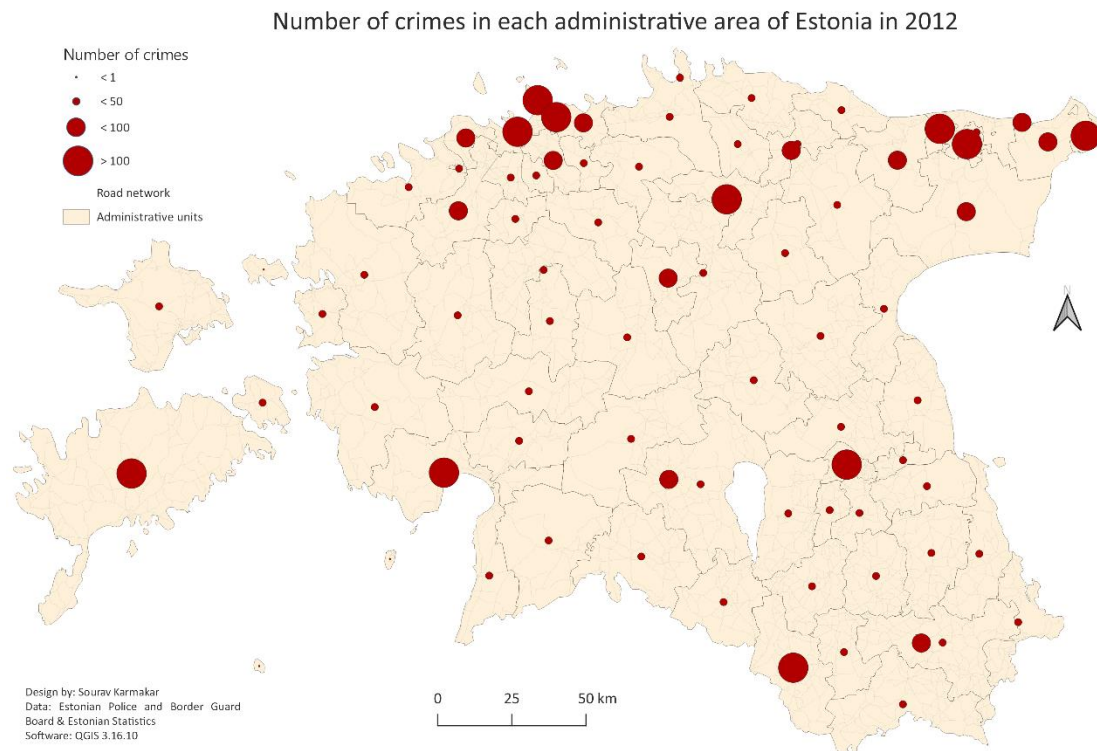 Number of crimes in each administrative area of Estonia in 2012
Number of crimes
< 1
< 50
< 100
> 100
Road network
Administrative units
N
Design by: Sourav Karmakar
Data: Estonian Police and Border Guard
Board & Estonian Statistics
Software: QGIS 3.16.10
0 25 50 km